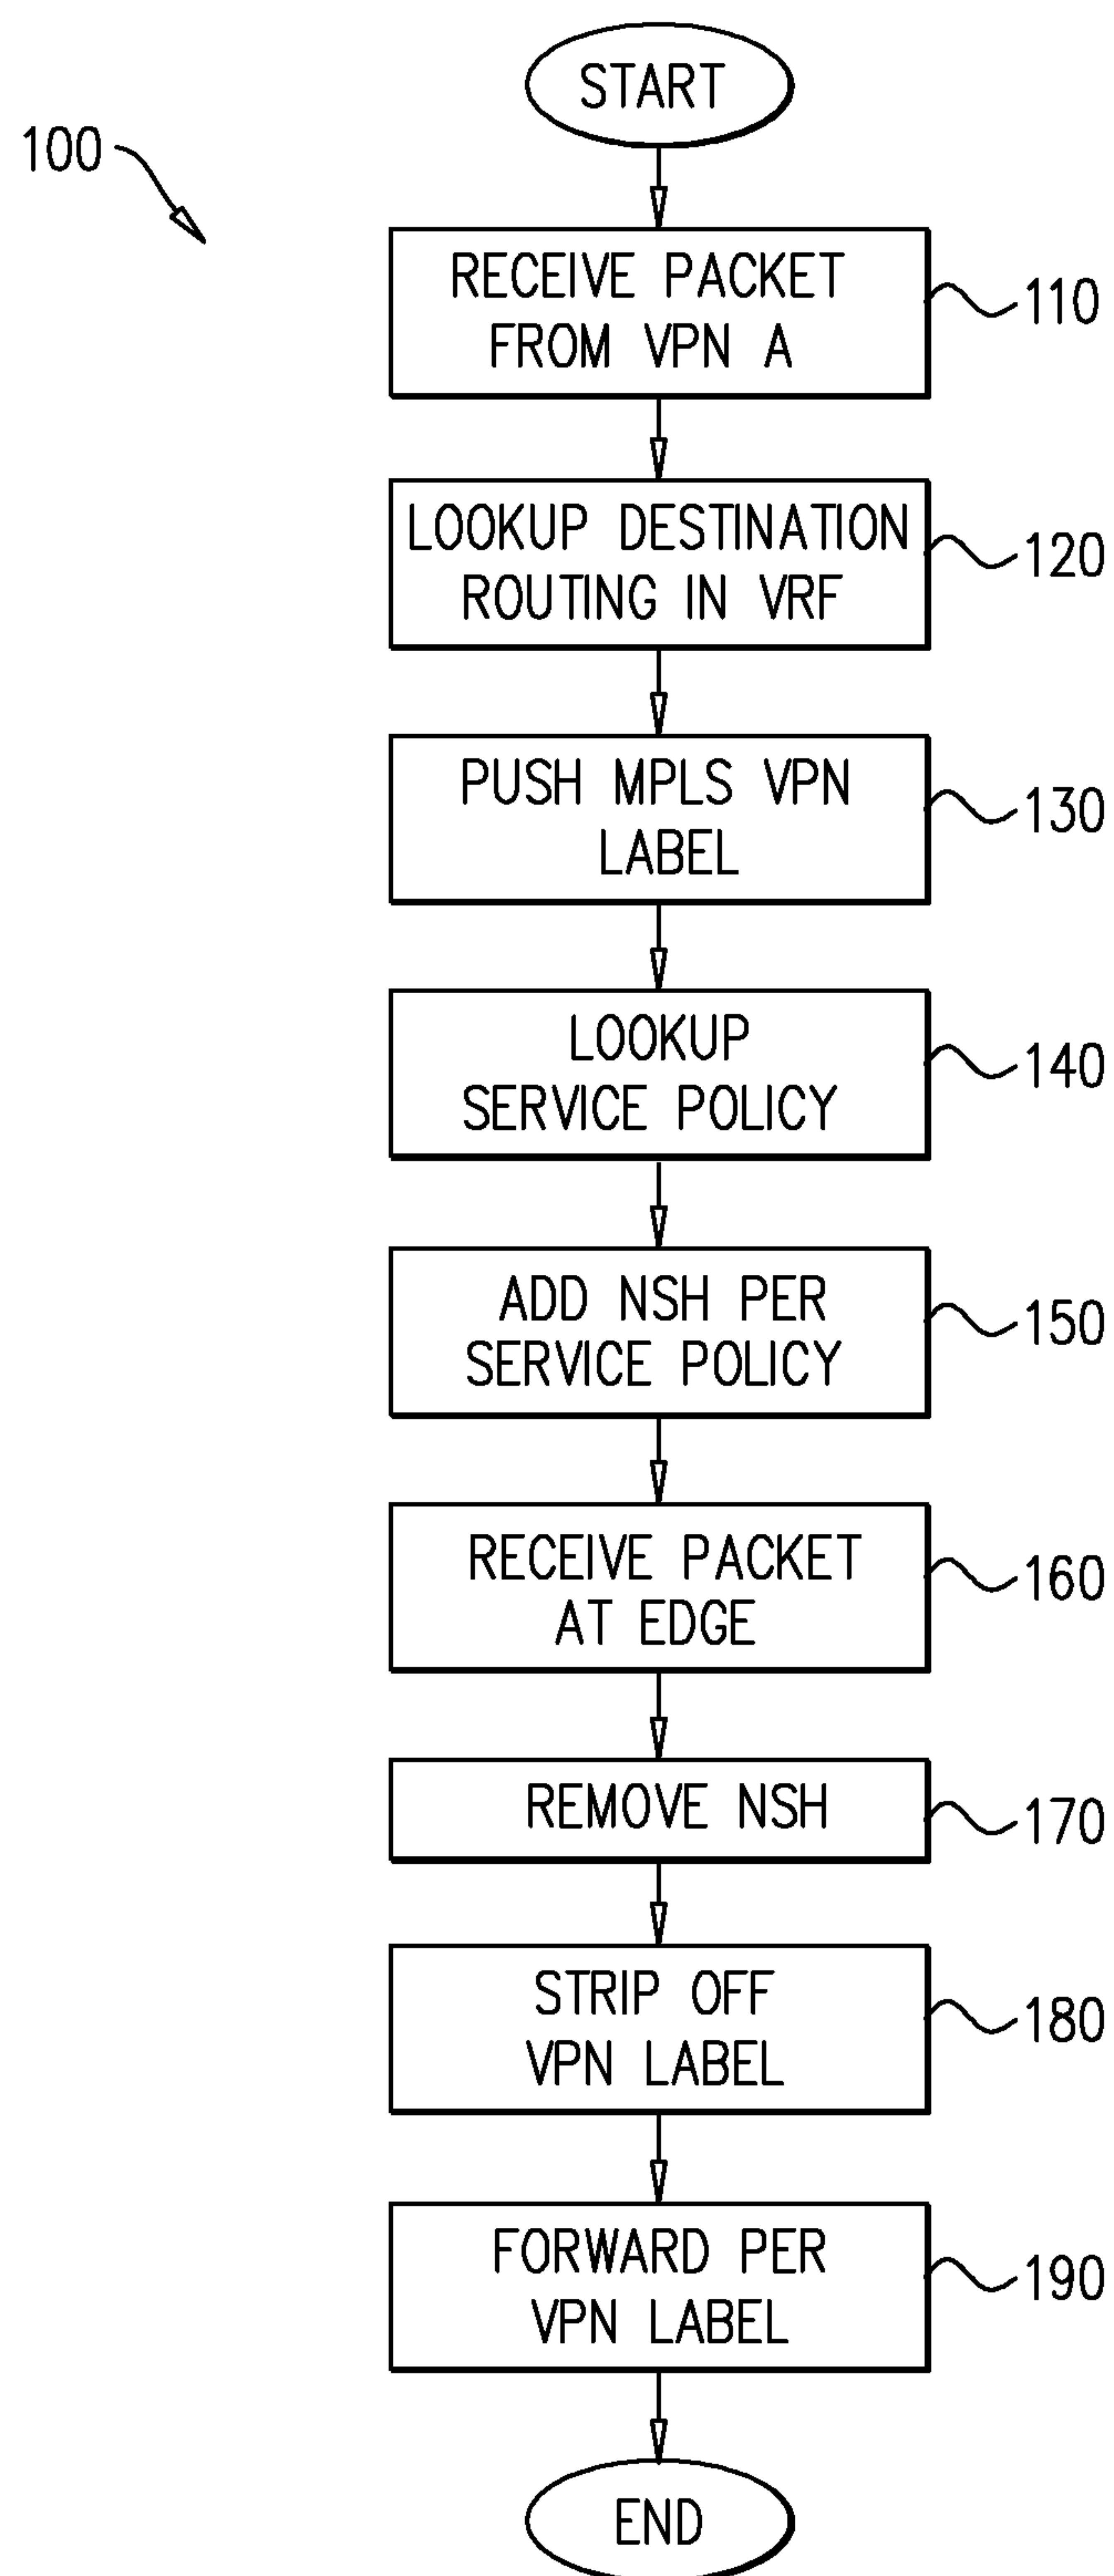 START
100
RECEIVE PACKET
FROM VPN A
110
LOOKUP DESTINATION
ROUTING IN VRF
120
PUSH MPLS VPN
LABEL
130
LOOKUP
SERVICE POLICY
140
ADD NSH PER
SERVICE POLICY
150
RECEIVE PACKET
AT EDGE
160
REMOVE NSH
170
STRIP OFF
VPN LABEL
180
FORWARD PER
VPN LABEL
190
END